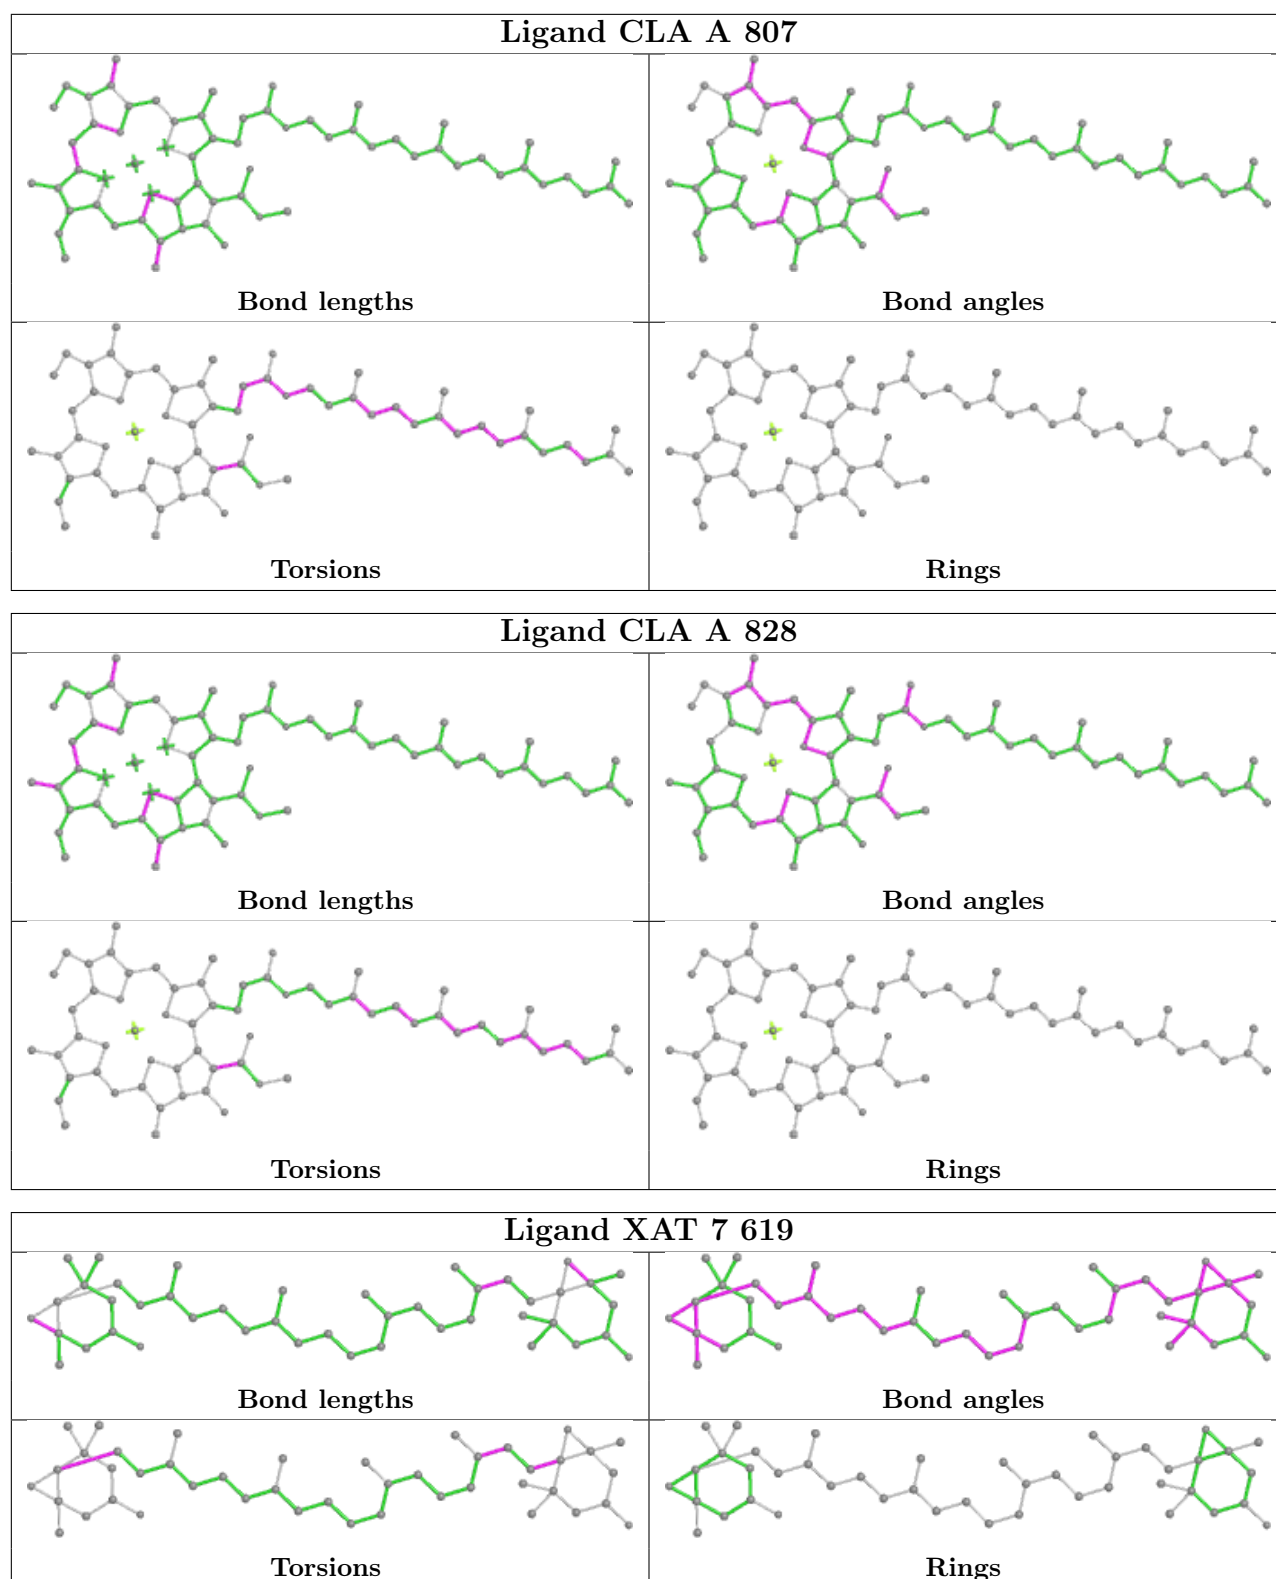 Ligand CLA A 807
Bond lengths
Bond angles
Torsions
Rings
Ligand CLA A 828
Bond lengths
Bond angles
Torsions
Rings
Ligand XAT 7 619
Bond lengths
Bond angles
Torsions
Rings